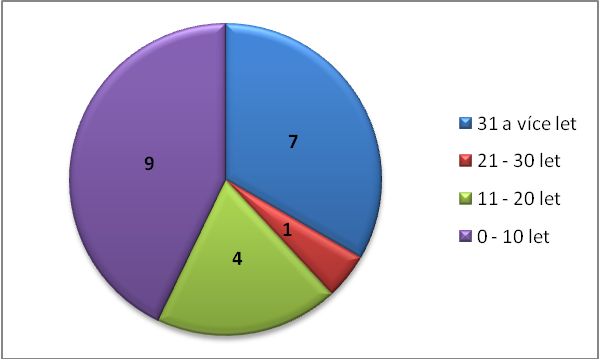 7
9
1
4
31 a více let
21 - 30 let
11 - 20 let
0 - 10 let